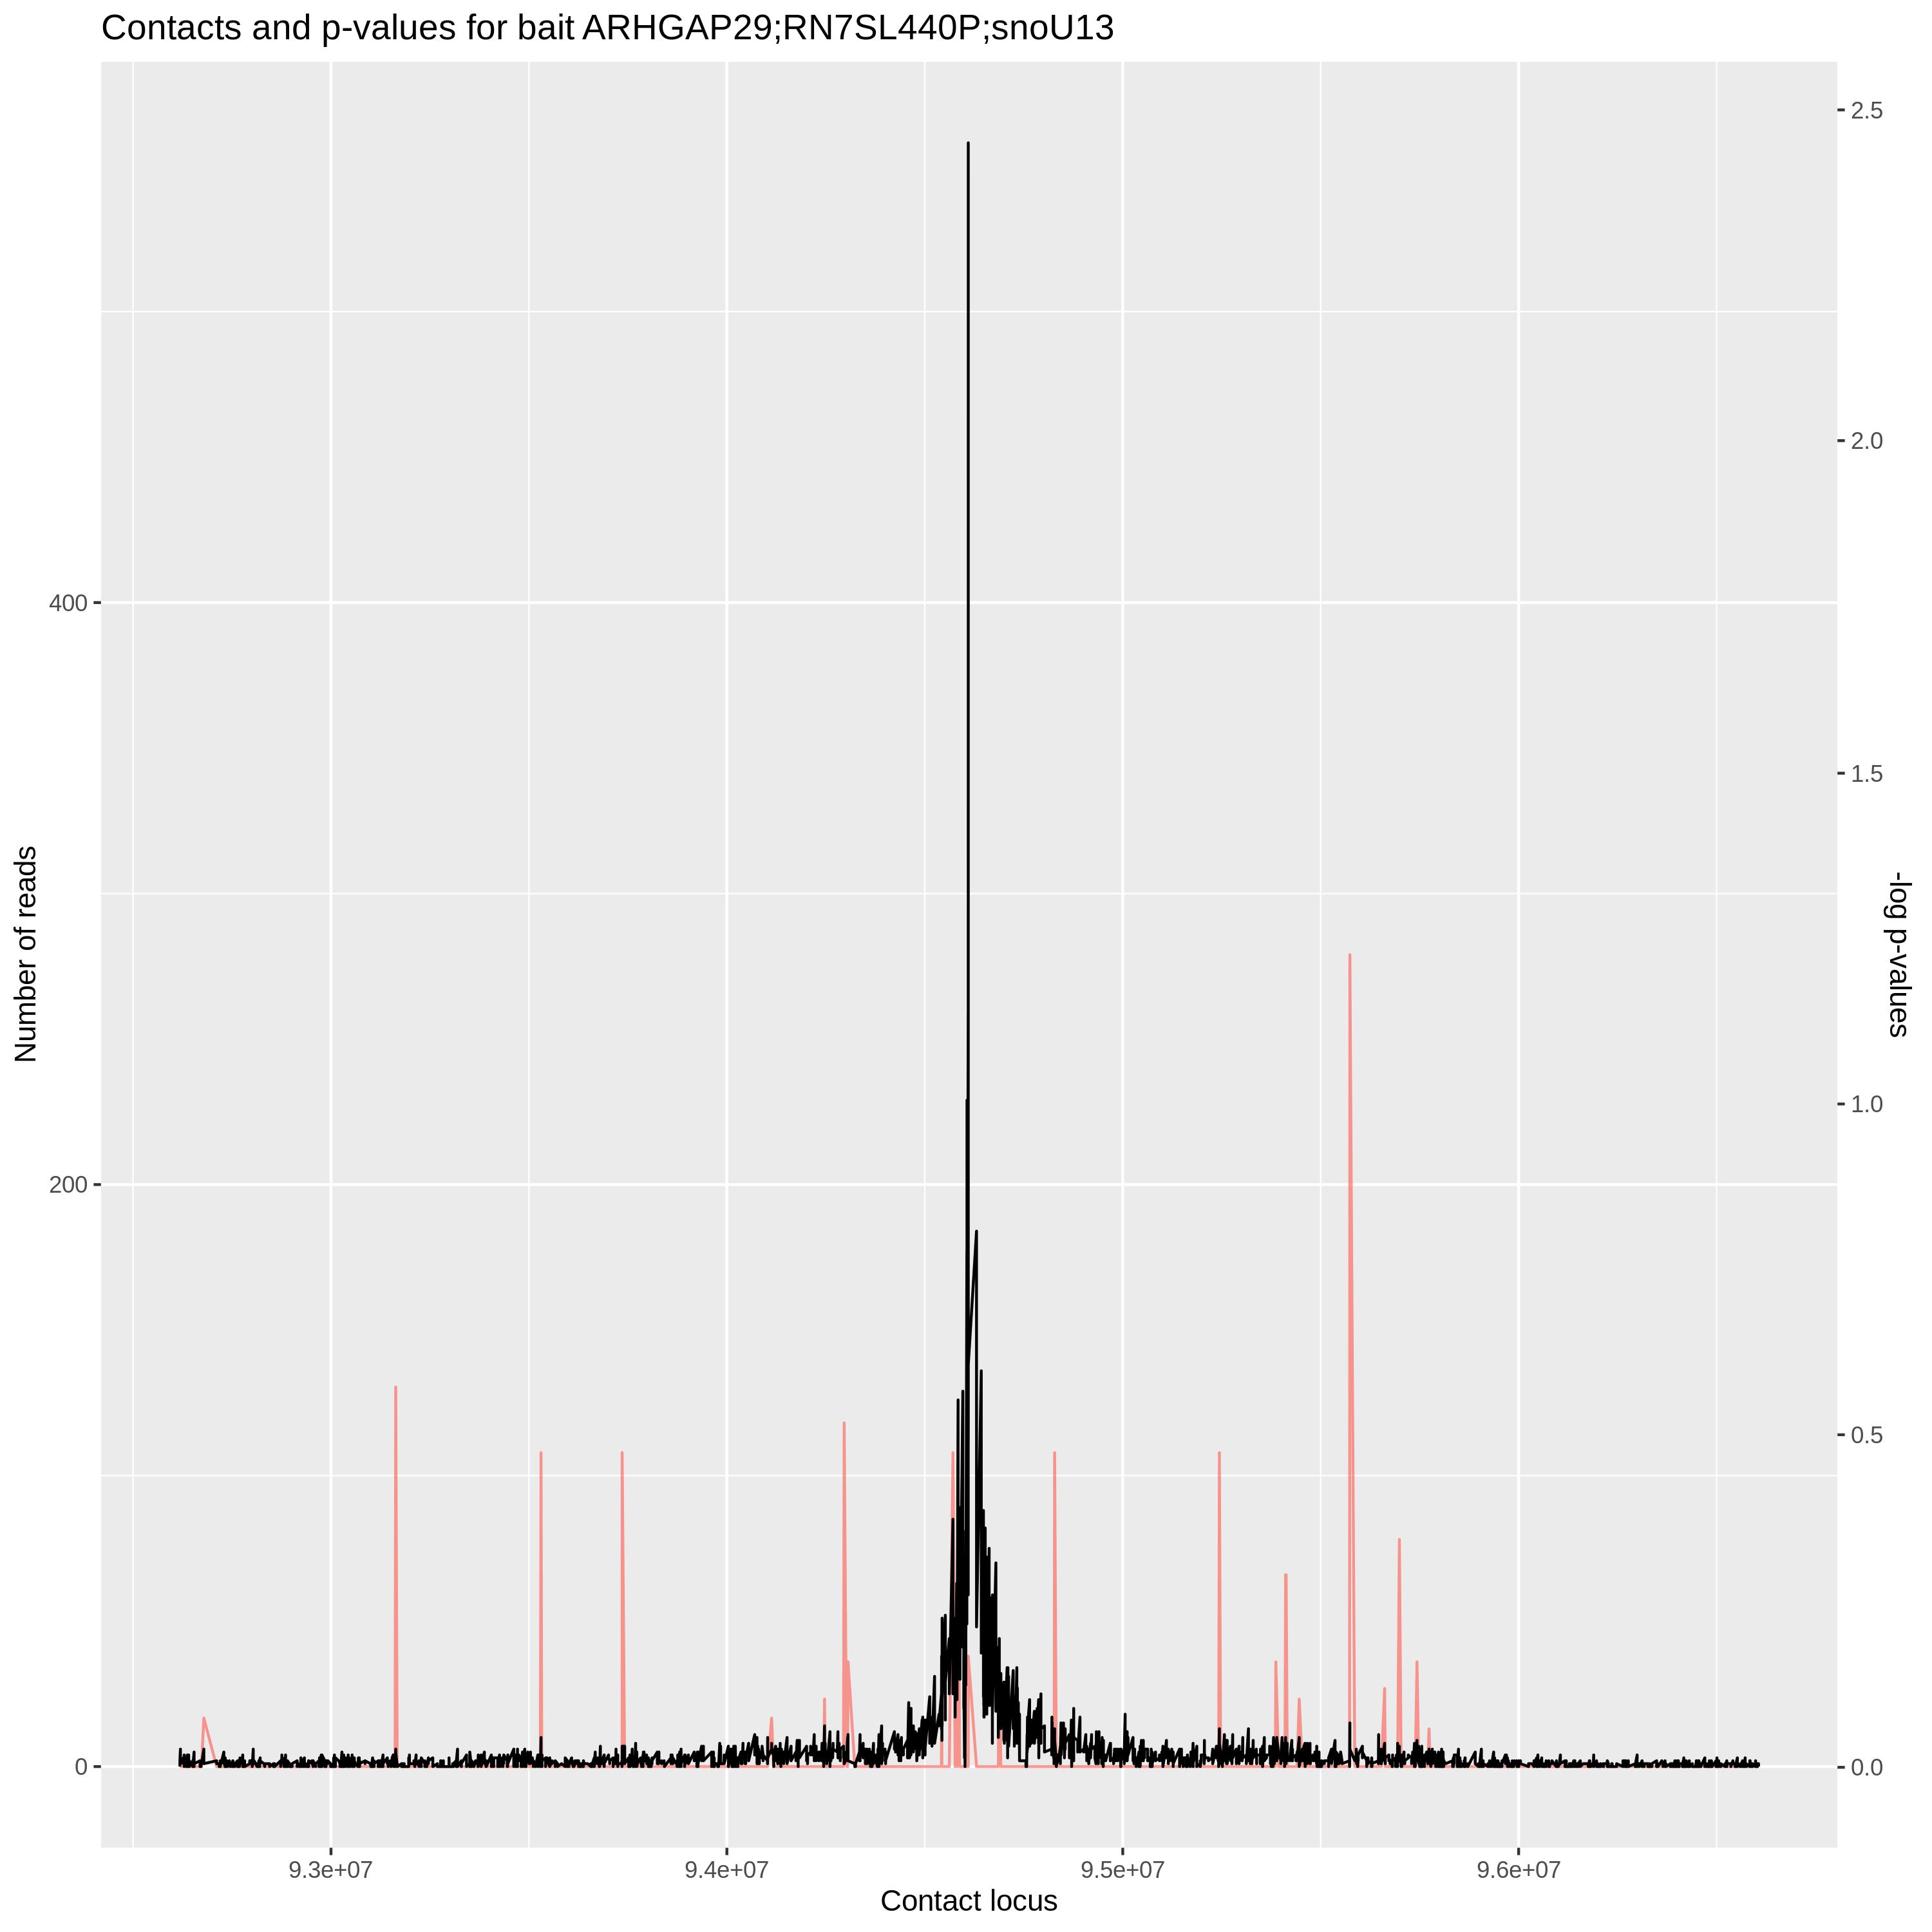 Contacts and p-values for bait ARHGAP29;RN7SL440P;snoU13
2.5
2.0
400
1.5
Number of reads
-log p-values
1.0
200
0.5
0
0.0
9.3e+07
9.4e+07
9.5e+07
9.6e+07
Contact locus